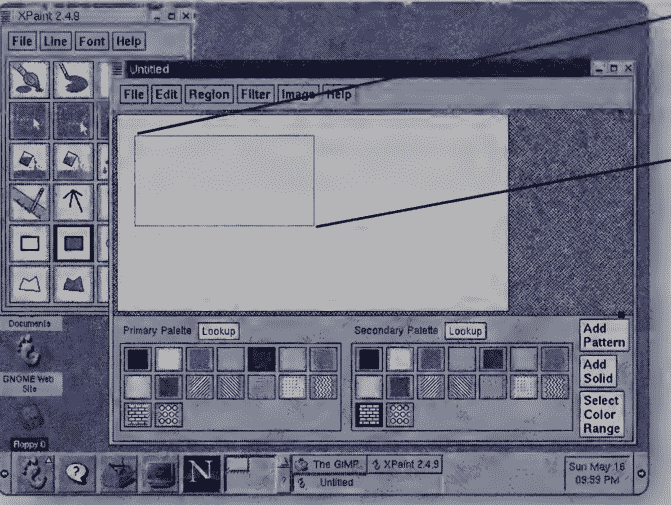 XPaint 2.4.9
File Line Font Help
Untitled
File Edit Region Filter Image Help
Primary Palette Lookup
Secondary Palette Lookup
Add Pattern
Add Solid
Select Color Range
Documents
GNOME Web Site
Floppy 0
N
The GIMP
XPaint 2.4.9
Untitled
Sun May 16
09:59 PM